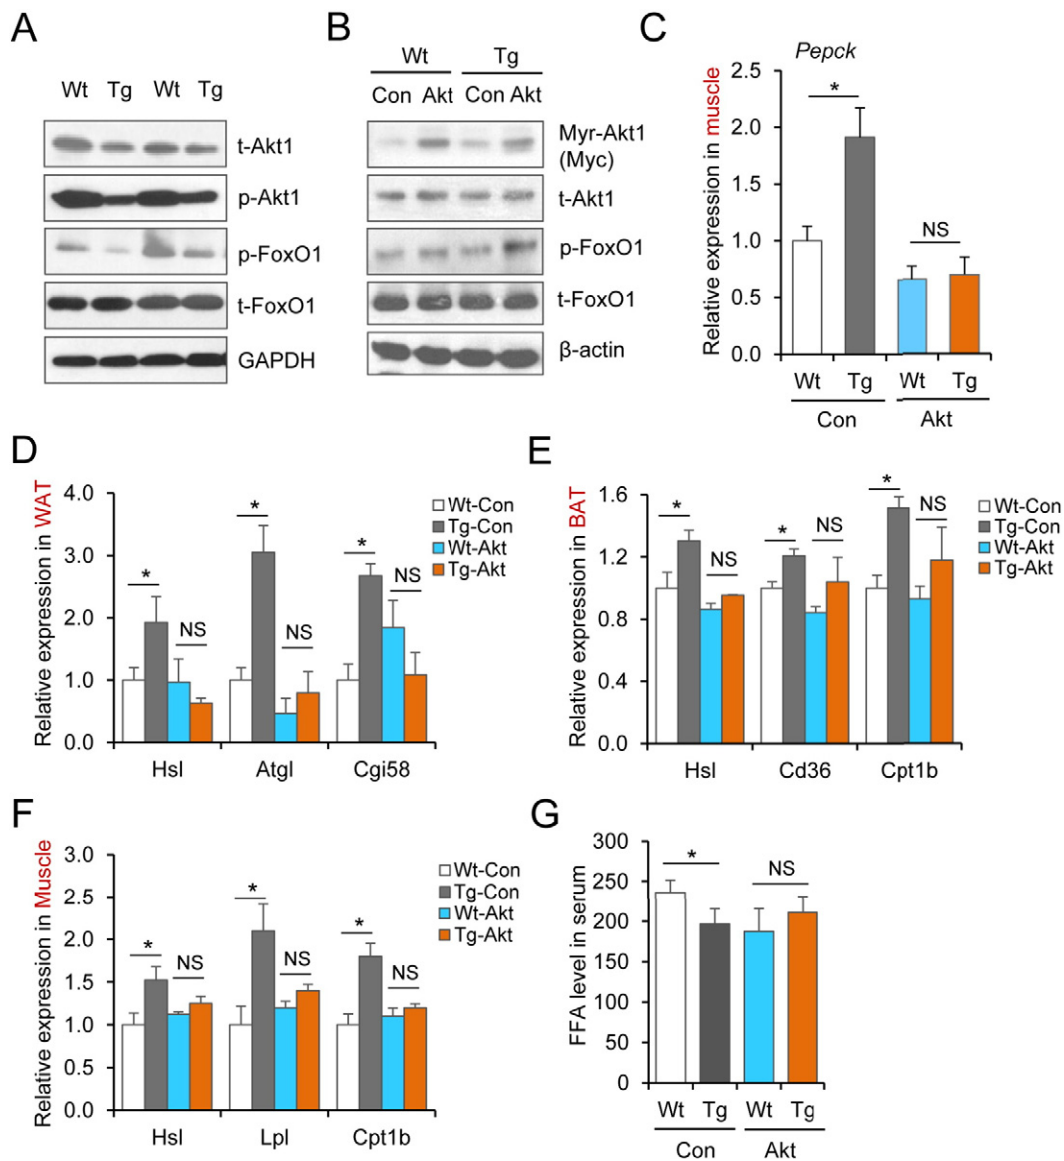 A
Wt Tg Wt Tg
t-Akt1
p-Akt1
p-FoxO1
t-FoxO1
GAPDH
B
Wt Tg
Con Akt Con Akt
Myr-Akt1
(Myc)
t-Akt1
p-FoxO1
t-FoxO1
β-actin
C
Pepck
Relative expression in muscle
2.5
2.0
1.5
1.0
0.5
0.0
*
NS
Wt Tg Wt Tg
Con Akt
D
Relative expression in WAT
4.0
3.0
2.0
1.0
0.0
*
NS
*
NS
*
NS
Hsl Atgl Cgi58
Wt-Con
Tg-Con
Wt-Akt
Tg-Akt
E
Relative expression in BAT
1.6
1.2
0.8
0.4
0.0
*
NS
*
NS
*
NS
Hsl Cd36 Cpt1b
Wt-Con
Tg-Con
Wt-Akt
Tg-Akt
F
Relative expression in Muscle
3.0
2.5
2.0
1.5
1.0
0.5
0.0
*
NS
*
NS
*
NS
Hsl Lpl Cpt1b
Wt-Con
Tg-Con
Wt-Akt
Tg-Akt
G
FFA level in serum
300
250
200
150
100
50
0
*
NS
Wt Tg Wt Tg
Con Akt